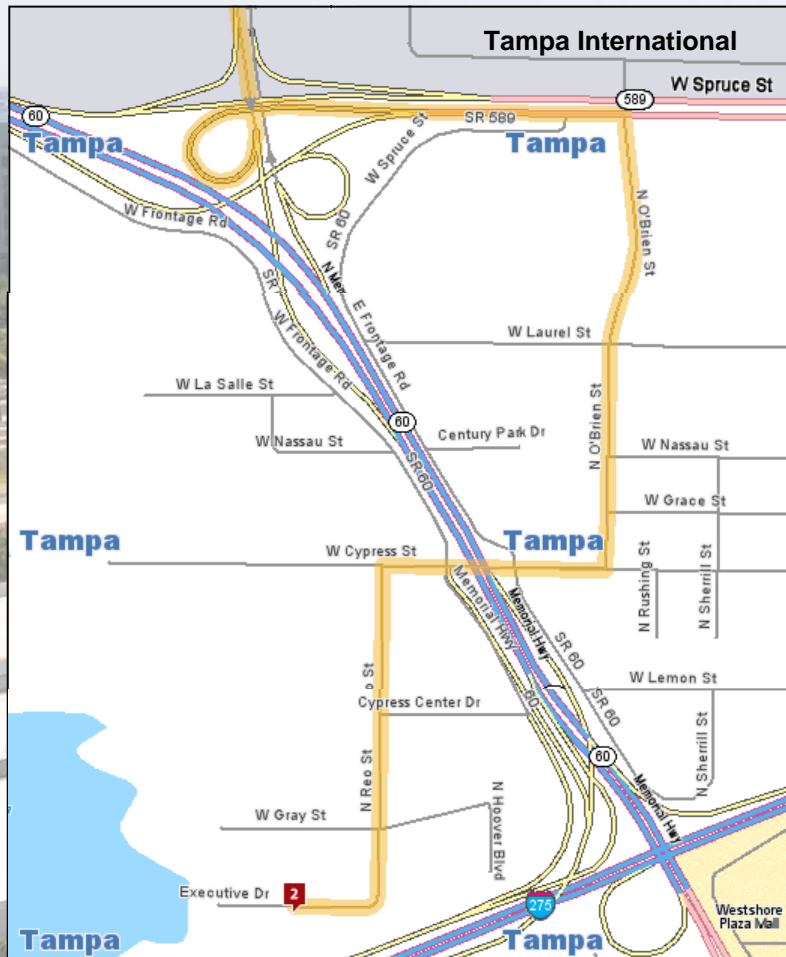 Tampa International
W Spruce St
589
60
SR 589
Tampa
Tampa
W Spruce St
N O'Brien St
W Frontage Rd
SR 60
N Mem
SR
E Frontage Rd
W Frontage Rd
W Laurel St
W La Salle St
60
N O'Brien St
Century Park Dr
W Nassau St
W Nassau St
SR 60
W Grace St
Tampa
Tampa
W Cypress St
N Rushing St
N Sherrill St
Memorial Hwy
Memorial Hwy
SR 60
W Lemon St
o St
SR 60
60
Cypress Center Dr
N Sherrill St
60
N Reo St
N Hoover Blvd
Memorial Hwy
W Gray St
Executive Dr
2
275
Westshore
Plaza Mall
Tampa
Tampa